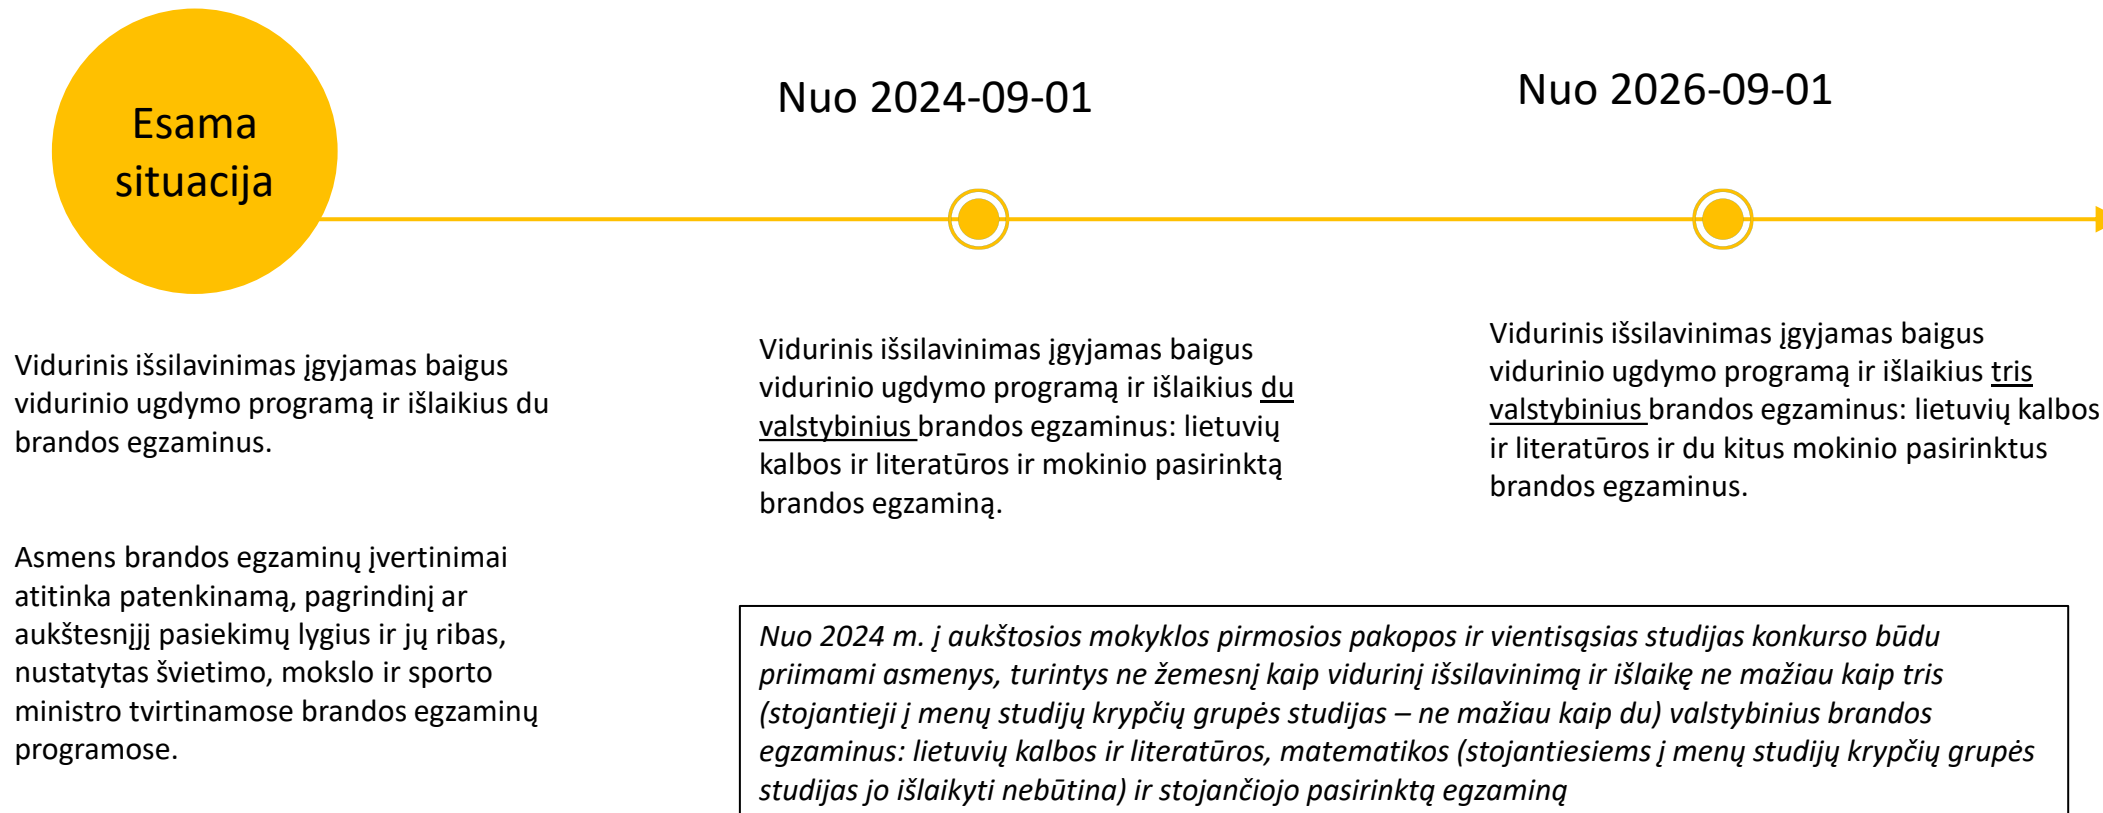 Esama
situacija
Nuo 2024-09-01
Nuo 2026-09-01
Vidurinis išsilavinimas įgyjamas baigus
vidurinio ugdymo programą ir išlaikius du
brandos egzaminus.
Asmens brandos egzaminų įvertinimai
atitinka patenkinamą, pagrindinį ar
aukštesnįjį pasiekimų lygius ir jų ribas,
nustatytas švietimo, mokslo ir sporto
ministro tvirtinamose brandos egzaminų
programose.
Vidurinis išsilavinimas įgyjamas baigus
vidurinio ugdymo programą ir išlaikius du
valstybinius brandos egzaminus: lietuvių
kalbos ir literatūros ir mokinio pasirinktą
brandos egzaminą.
Vidurinis išsilavinimas įgyjamas baigus
vidurinio ugdymo programą ir išlaikius tris
valstybinius brandos egzaminus: lietuvių kalbos
ir literatūros ir du kitus mokinio pasirinktus
brandos egzaminus.
Nuo 2024 m. į aukštosios mokyklos pirmosios pakopos ir vientisąsias studijas konkurso būdu
priimami asmenys, turintys ne žemesnį kaip vidurinį išsilavinimą ir išlaikę ne mažiau kaip tris
(stojantieji į menų studijų krypčių grupės studijas – ne mažiau kaip du) valstybinius brandos
egzaminus: lietuvių kalbos ir literatūros, matematikos (stojantiesiems į menų studijų krypčių grupės
studijas jo išlaikyti nebūtina) ir stojančiojo pasirinktą egzaminą